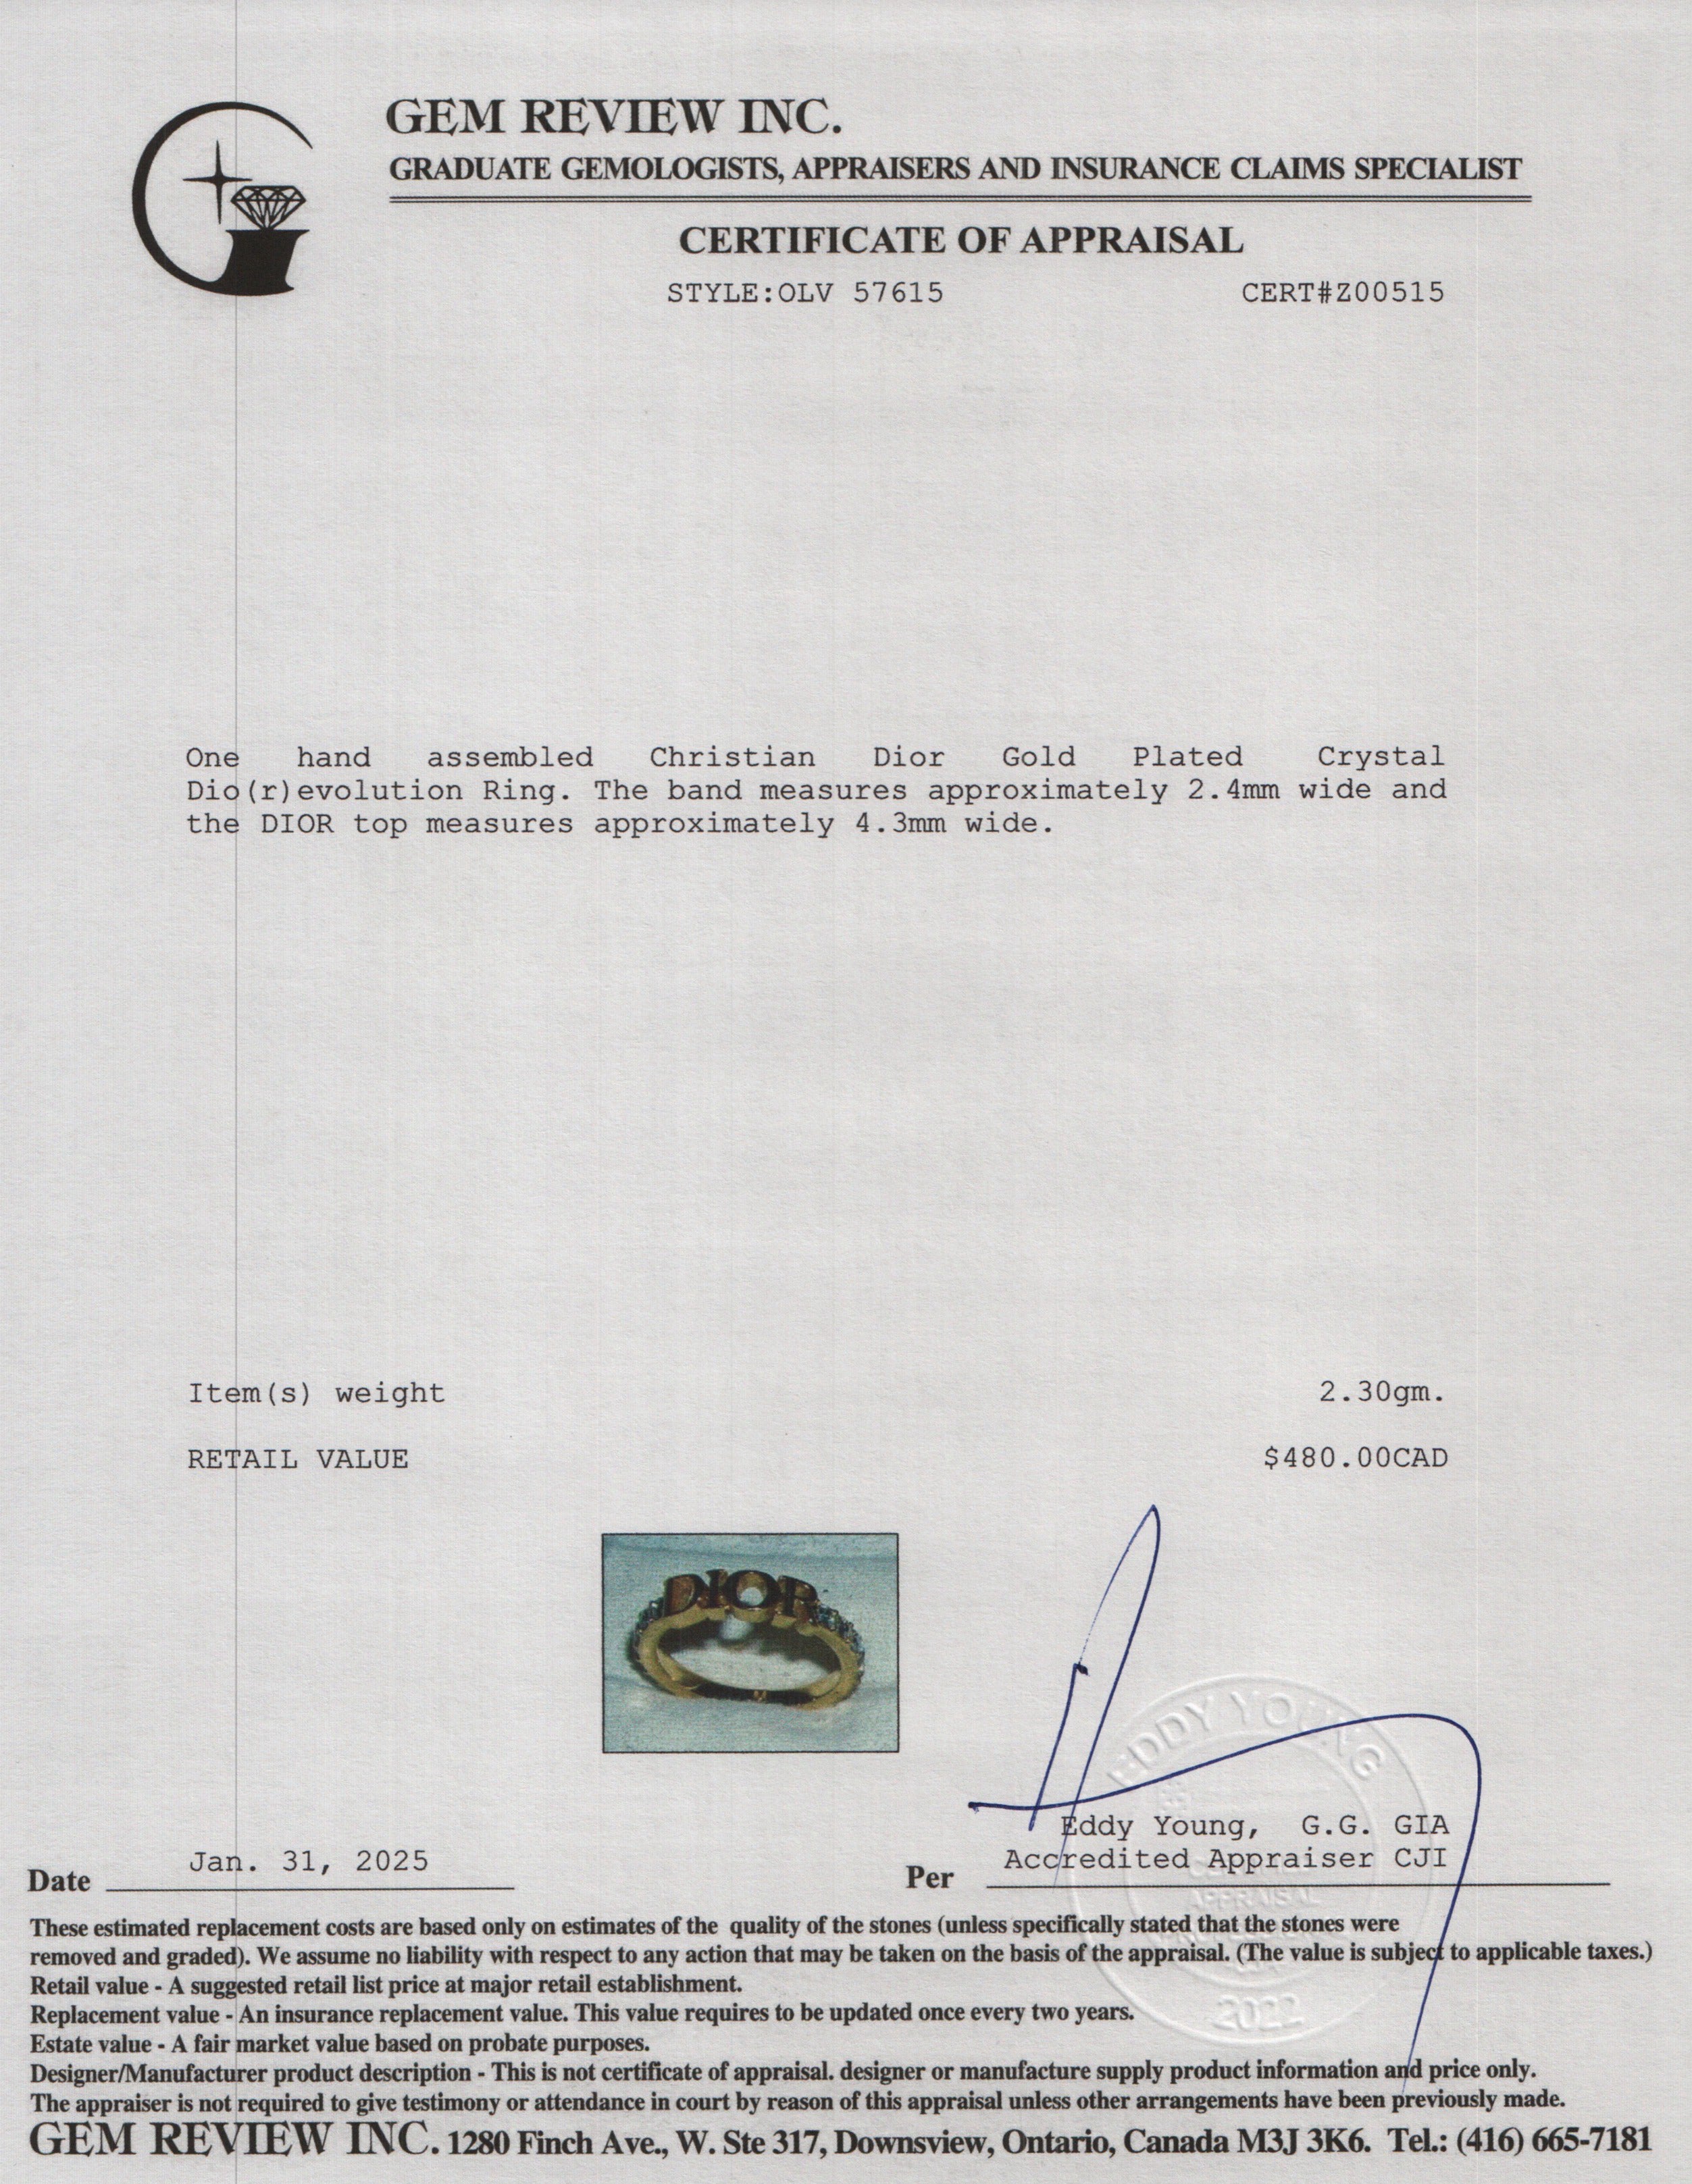 GEM REVIEW INC.
GRADUATE GEMOLOGISTS, APPRAISERS AND INSURANCE CLAIMS SPECIALIST
CERTIFICATE OF APPRAISAL
STYLE:OLV 57615 CERT#Z00515
One hand assembled Christian Dior Gold Plated Crystal
Dio(r)evolution Ring. The band measures approximately 2.4mm wide and
the DIOR top measures approximately 4.3mm wide.
Item(s) weight 2.30gm.
RETAIL VALUE $480.00CAD
DIOR
EDDY YOUNG
Eddy Young, G.G. GIA
Accredited Appraiser CJI
Date Jan. 31, 2025 Per
APPRAISAL
2022
These estimated replacement costs are based only on estimates of the quality of the stones (unless specifically stated that the stones were
removed and graded). We assume no liability with respect to any action that may be taken on the basis of the appraisal. (The value is subject to applicable taxes.)
Retail value - A suggested retail list price at major retail establishment.
Replacement value - An insurance replacement value. This value requires to be updated once every two years.
Estate value - A fair market value based on probate purposes.
Designer/Manufacturer product description - This is not certificate of appraisal. designer or manufacture supply product information and price only.
The appraiser is not required to give testimony or attendance in court by reason of this appraisal unless other arrangements have been previously made.
GEM REVIEW INC. 1280 Finch Ave., W. Ste 317, Downsview, Ontario, Canada M3J 3K6. Tel.: (416) 665-7181